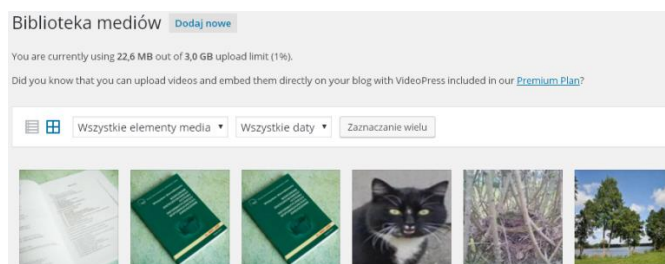 Biblioteka mediów Dodaj nowe
You are currently using 22,6 MB out of 3,0 GB upload limit (1%).
Did you know that you can upload videos and embed them directly on your blog with VideoPress included in our Premium Plan?
Wszystkie elementy media Wszystkie daty Zaznaczanie wielu